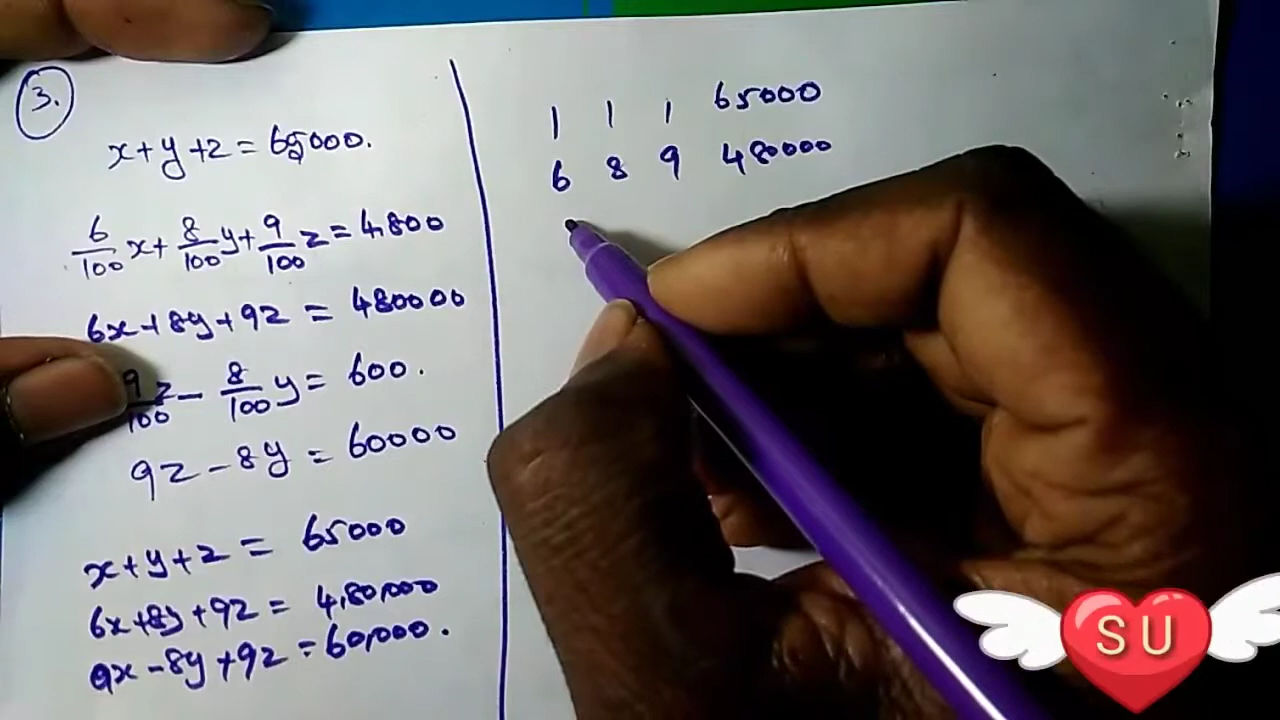 3.
x+y+z=65000.
6/100 x+8/100 y+9/100 z=4,800
6x+8y+9z = 480000
9/100 z- 8/100 y= 600.
9z-8y = 60000
x+y+z = 65000
6x+8y+9z = 4,80,000
0x-8y+9z =60,000.
1 1 1 65000
6 8 9 480000
S U